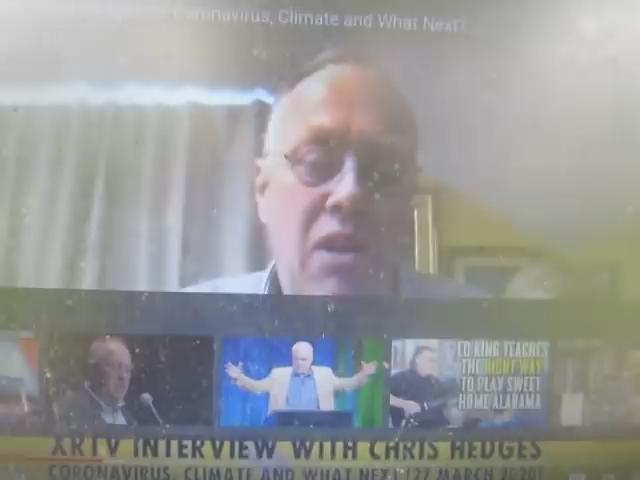 Coronavirus, Climate and What Next?
ED KING TEACHES
THE RIGHT WAY
TO PLAY SWEET
HOME ALABAMA
XRTV INTERVIEW WITH CHRIS HEDGES
CORONAVIRUS, CLIMATE AND WHAT NEXT (27 MARCH 2020)